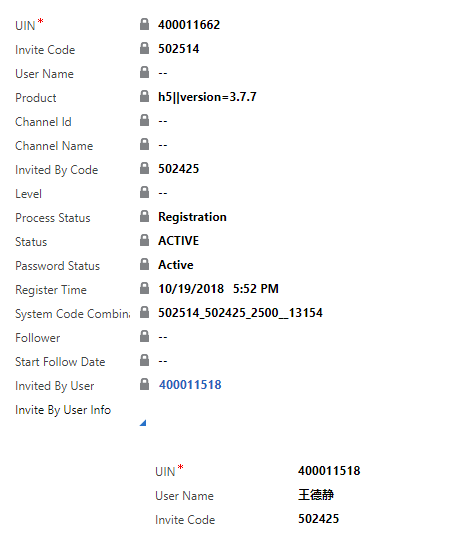 UIN* 400011662
Invite Code 502514
User Name --
Product h5||version=3.7.7
Channel Id --
Channel Name --
Invited By Code 502425
Level --
Process Status Registration
Status ACTIVE
Password Status Active
Register Time 10/19/2018 5:52 PM
System Code Combina 502514_502425_2500__13154
Follower --
Start Follow Date --
Invited By User 400011518
Invite By User Info
UIN* 400011518
User Name 王德静
Invite Code 502425